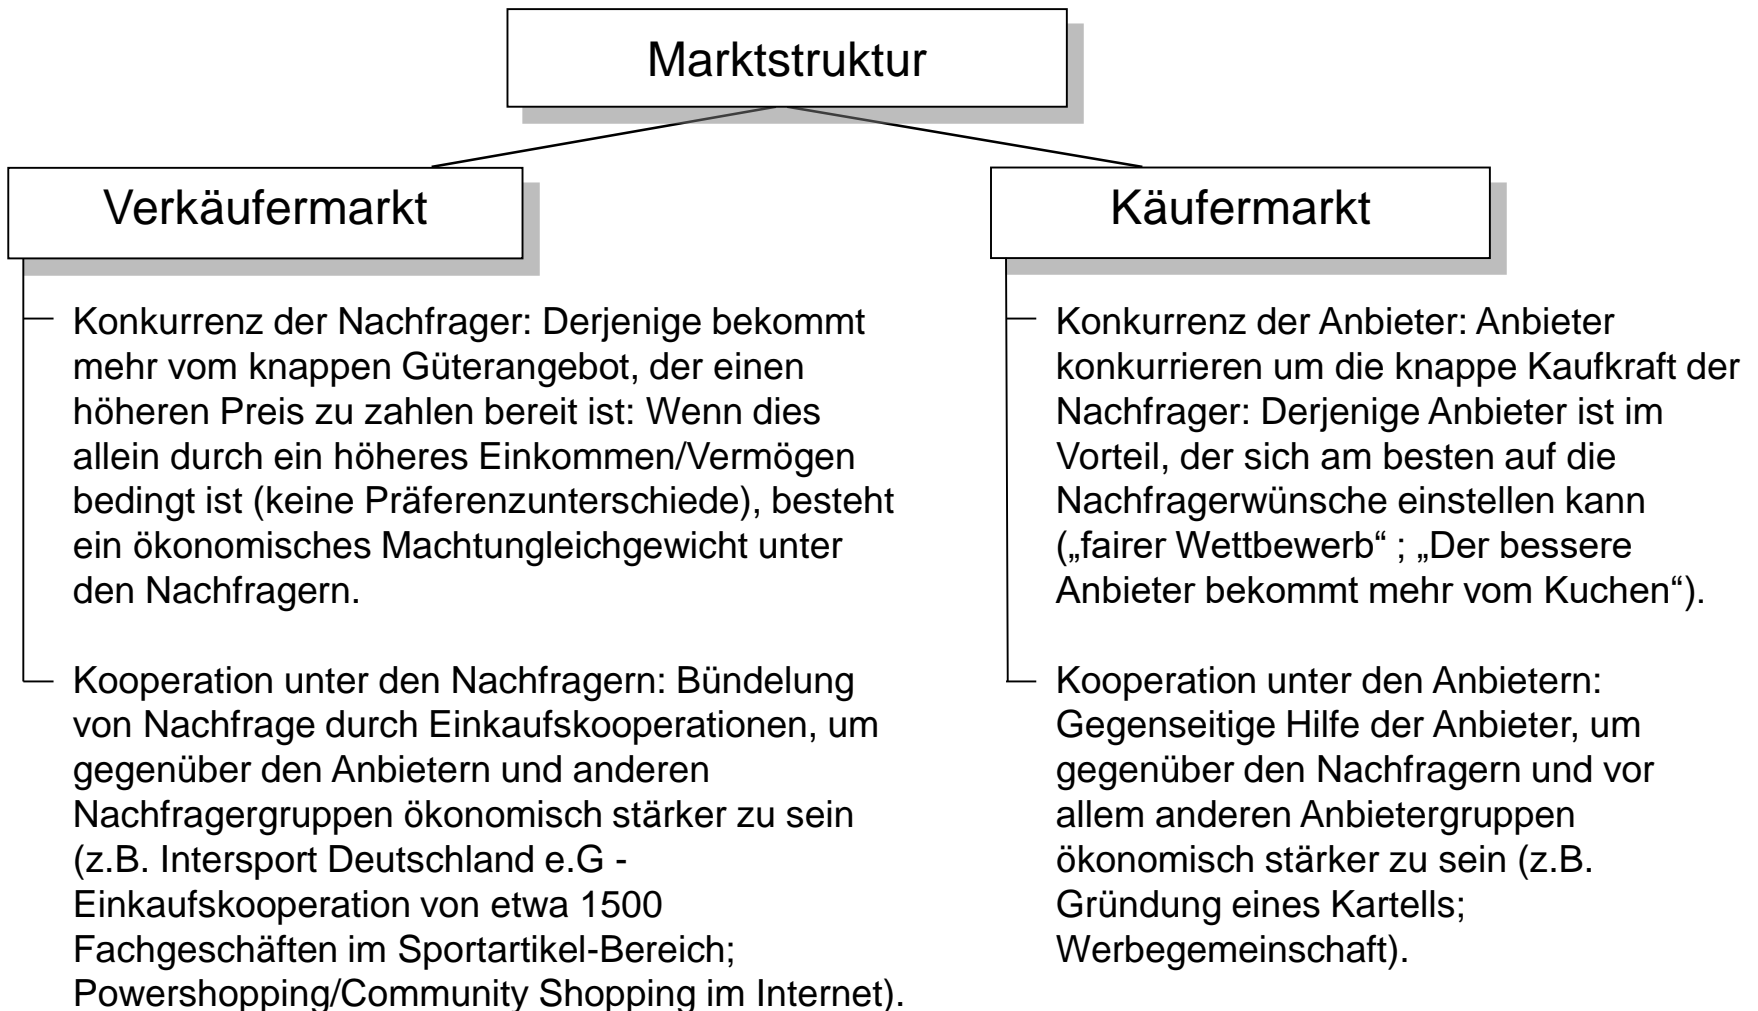 Marktstruktur
Verkäufermarkt
Konkurrenz der Nachfrager: Derjenige bekommt
mehr vom knappen Güterangebot, der einen
höheren Preis zu zahlen bereit ist: Wenn dies
allein durch ein höheres Einkommen/Vermögen
bedingt ist (keine Präferenzunterschiede), besteht
ein ökonomisches Machtungleichgewicht unter
den Nachfragern.
Kooperation unter den Nachfragern: Bündelung
von Nachfrage durch Einkaufskooperationen, um
gegenüber den Anbietern und anderen
Nachfragergruppen ökonomisch stärker zu sein
(z.B. Intersport Deutschland e.G -
Einkaufskooperation von etwa 1500
Fachgeschäften im Sportartikel-Bereich;
Powershopping/Community Shopping im Internet).
Käufermarkt
Konkurrenz der Anbieter: Anbieter
konkurrieren um die knappe Kaufkraft der
Nachfrager: Derjenige Anbieter ist im
Vorteil, der sich am besten auf die
Nachfragerwünsche einstellen kann
(„fairer Wettbewerb“ ; „Der bessere
Anbieter bekommt mehr vom Kuchen“).
Kooperation unter den Anbietern:
Gegenseitige Hilfe der Anbieter, um
gegenüber den Nachfragern und vor
allem anderen Anbietergruppen
ökonomisch stärker zu sein (z.B.
Gründung eines Kartells;
Werbegemeinschaft).